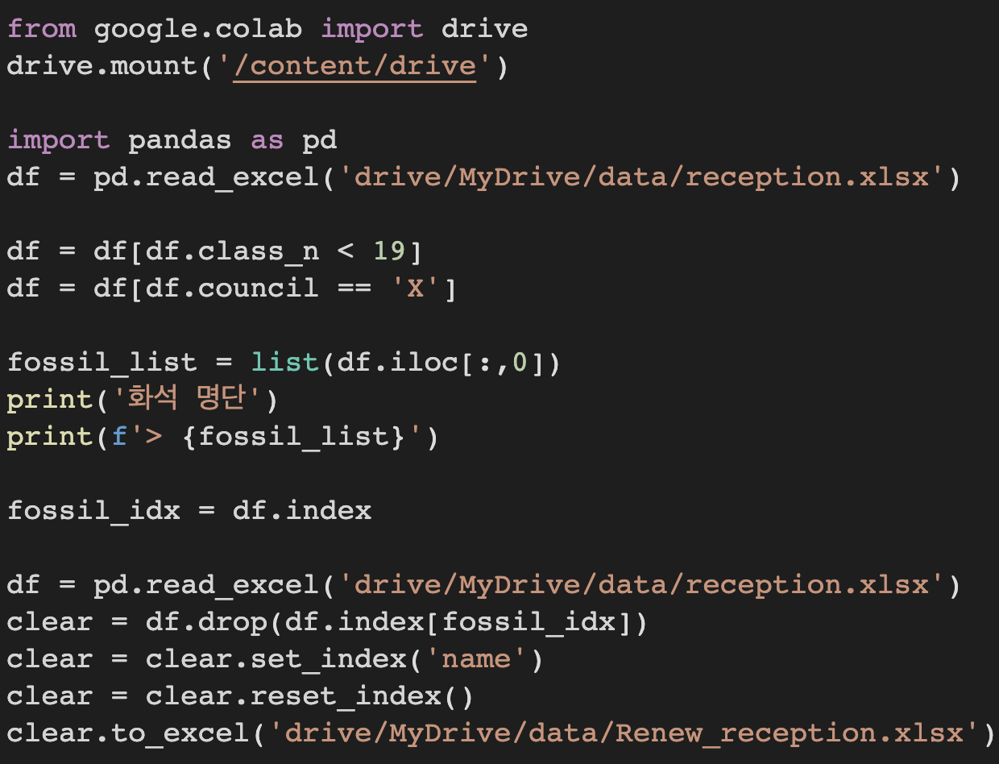 from google.colab import drive
drive.mount('/content/drive')
import pandas as pd
df = pd.read_excel('drive/MyDrive/data/reception.xlsx')
df = df[df.class_n < 19]
df = df[df.council == 'X']
fossil_list = list(df.iloc[:,0])
print('화석 명단')
print(f'> {fossil_list}')
fossil_idx = df.index
df = pd.read_excel('drive/MyDrive/data/reception.xlsx')
clear = df.drop(df.index[fossil_idx])
clear = clear.set_index('name')
clear = clear.reset_index()
clear.to_excel('drive/MyDrive/data/Renew_reception.xlsx')